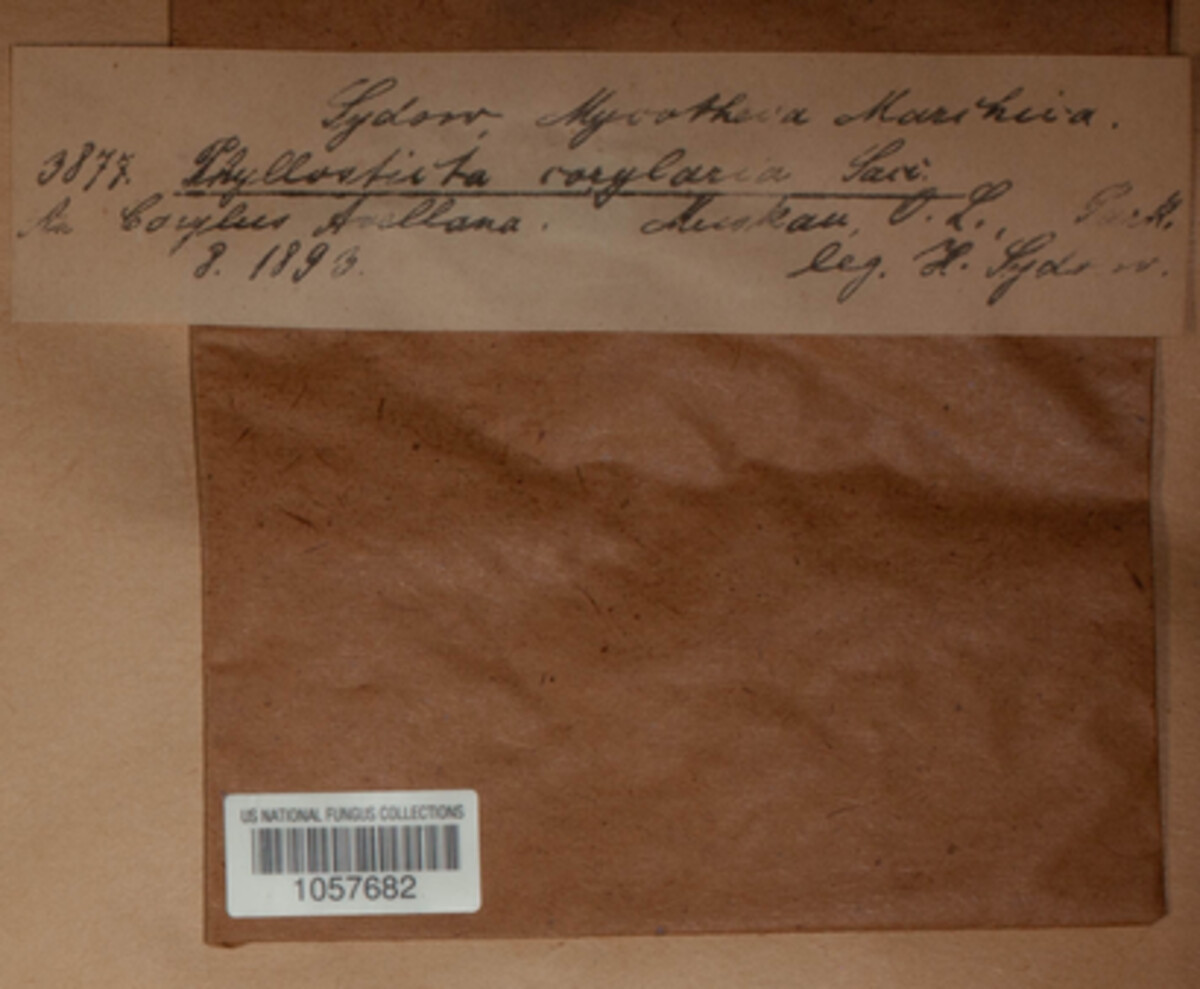 Sydow, Mycotheca Marchica.
3877. Phyllosticta corylaria Sacc.
An Corylus Avellana. Muskau, O. L., Park.
8. 1893. leg. H. Sydow.
US NATIONAL FUNGUS COLLECTIONS
1057682